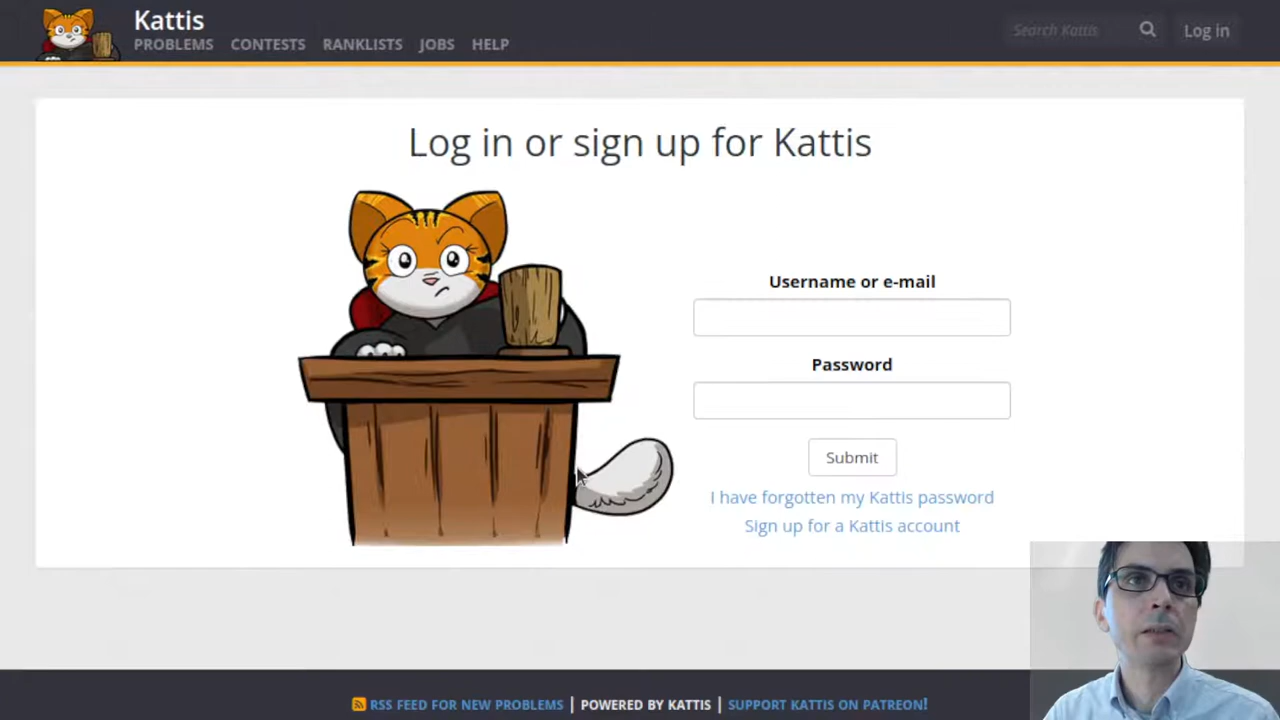 Kattis
PROBLEMS CONTESTS RANKLISTS JOBS HELP
Search Kattis
Log in
Log in or sign up for Kattis
Username or e-mail
Password
Submit
I have forgotten my Kattis password
Sign up for a Kattis account
RSS FEED FOR NEW PROBLEMS | POWERED BY KATTIS | SUPPORT KATTIS ON PATREON!